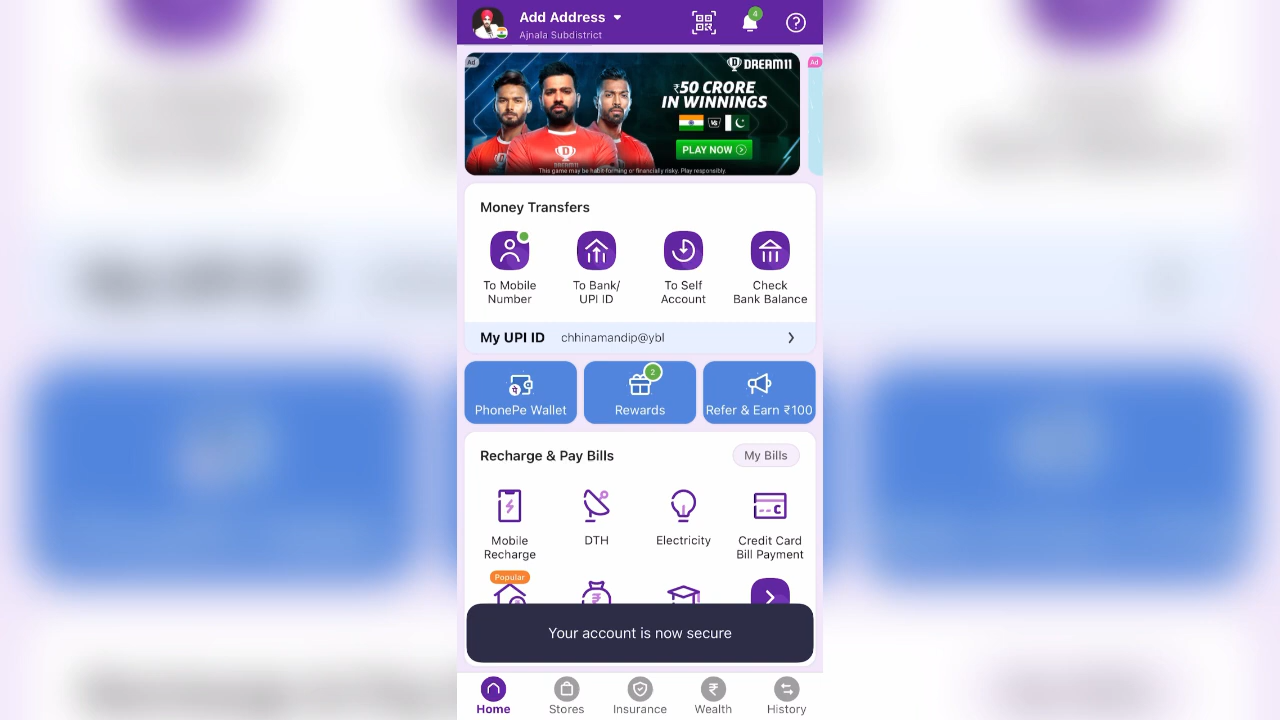 Add Address
Ajnala Subdistrict
4
Ad
DREAM11
₹50 CRORE
IN WINNINGS
VS
PLAY NOW
D
DREAM11
This game may be habit-forming or financially risky. Play responsibly.
Ad
Money Transfers
To Mobile Number
To Bank/ UPI ID
To Self Account
Check Bank Balance
My UPI ID chhinamandip@ybl
PhonePe Wallet
2
Rewards
Refer & Earn ₹100
Recharge & Pay Bills
My Bills
Mobile Recharge
DTH
Electricity
Credit Card Bill Payment
Popular
Your account is now secure
Home
Stores
Insurance
Wealth
History